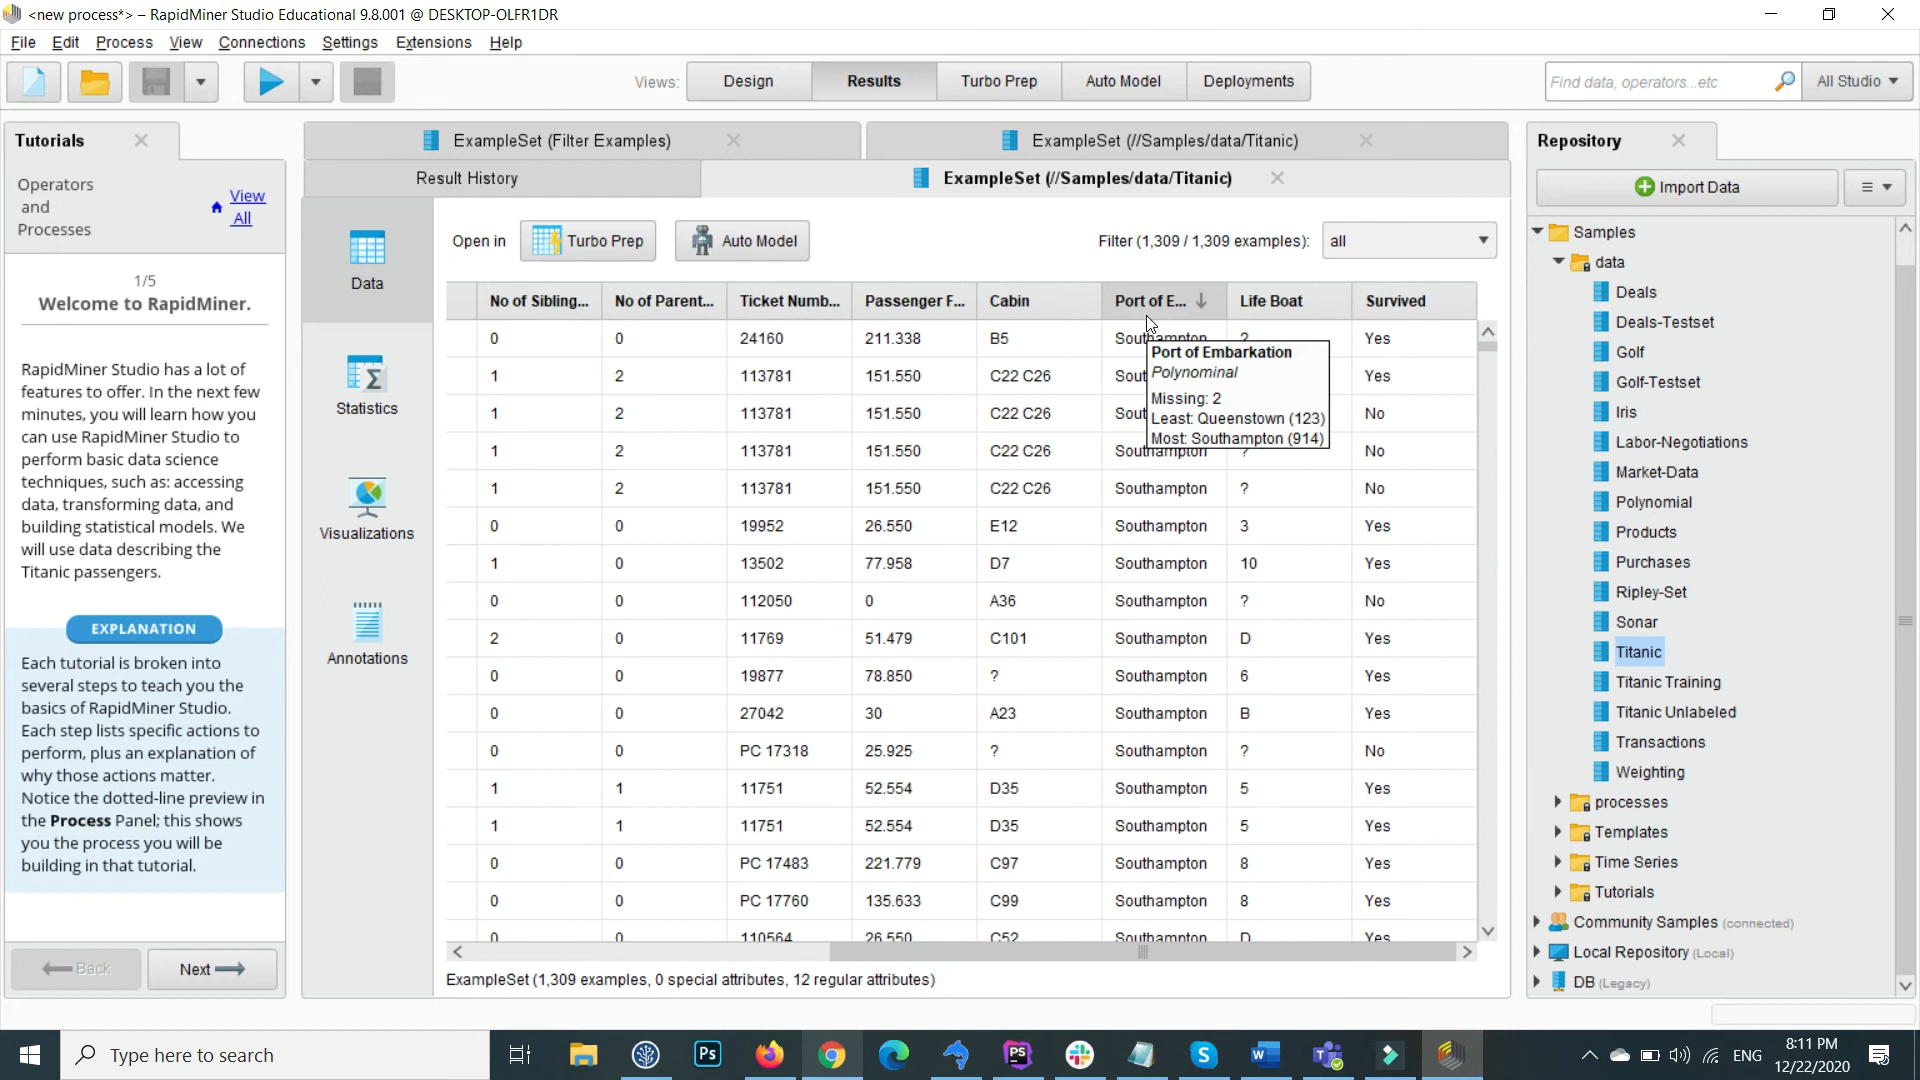 <new process*> – RapidMiner Studio Educational 9.8.001 @ DESKTOP-OLFR1DR
File Edit Process View Connections Settings Extensions Help
Views: Design Results Turbo Prep Auto Model Deployments
Find data, operators...etc All Studio
Tutorials
Operators and Processes
View All
1/5
Welcome to RapidMiner.
RapidMiner Studio has a lot of
features to offer. In the next few
minutes, you will learn how you
can use RapidMiner Studio to
perform basic data science
techniques, such as: accessing
data, transforming data, and
building statistical models. We
will use data describing the
Titanic passengers.
EXPLANATION
Each tutorial is broken into
several steps to teach you the
basics of RapidMiner Studio.
Each step lists specific actions to
perform, plus an explanation of
why those actions matter.
Notice the dotted-line preview in
the Process Panel; this shows
you the process you will be
building in that tutorial.
Back Next
ExampleSet (Filter Examples) ExampleSet (//Samples/data/Titanic)
Result History ExampleSet (//Samples/data/Titanic)
Data
Statistics
Visualizations
Annotations
Open in Turbo Prep Auto Model Filter (1,309 / 1,309 examples): all
No of Sibling... No of Parent... Ticket Numb... Passenger F... Cabin Port of E... Life Boat Survived
0 0 24160 211.338 B5 Southampton ? Yes
1 2 113781 151.550 C22 C26 Sout Yes
1 2 113781 151.550 C22 C26 No
1 2 113781 151.550 C22 C26 Southampton ? No
1 2 113781 151.550 C22 C26 Southampton ? No
0 0 19952 26.550 E12 Southampton 3 Yes
1 0 13502 77.958 D7 Southampton 10 Yes
0 0 112050 0 A36 Southampton ? No
2 0 11769 51.479 C101 Southampton D Yes
0 0 19877 78.850 ? Southampton 6 Yes
0 0 27042 30 A23 Southampton B Yes
0 0 PC 17318 25.925 ? Southampton ? No
1 1 11751 52.554 D35 Southampton 5 Yes
1 1 11751 52.554 D35 Southampton 5 Yes
0 0 PC 17483 221.779 C97 Southampton 8 Yes
0 0 PC 17760 135.633 C99 Southampton 8 Yes
0 0 110564 26.550 C52 Southampton D Yes
Port of Embarkation
Polynominal
Missing: 2
Least: Queenstown (123)
Most: Southampton (914)
ExampleSet (1,309 examples, 0 special attributes, 12 regular attributes)
Repository
Import Data
Samples
data
Deals
Deals-Testset
Golf
Golf-Testset
Iris
Labor-Negotiations
Market-Data
Polynomial
Products
Purchases
Ripley-Set
Sonar
Titanic
Titanic Training
Titanic Unlabeled
Transactions
Weighting
processes
Templates
Time Series
Tutorials
Community Samples (connected)
Local Repository (Local)
DB (Legacy)
Type here to search
Ps
PS
ENG
8:11 PM
12/22/2020